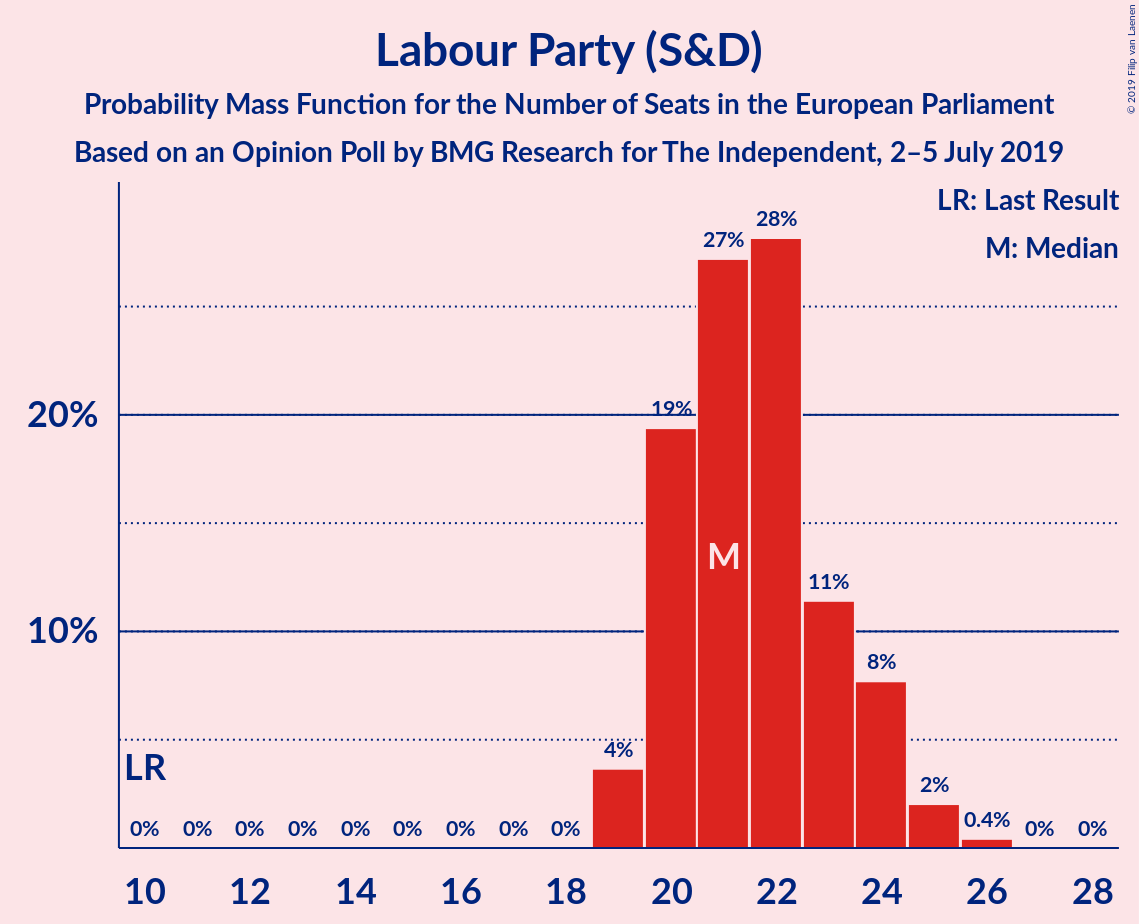 Labour Party (S&D)
Probability Mass Function for the Number of Seats in the European Parliament
Based on an Opinion Poll by BMG Research for The Independent, 2–5 July 2019
© 2019 Filip van Laenen
LR: Last Result
M: Median
28%
27%
20%
19%
M
11%
10%
8%
4%
LR
2%
0.4%
0% 0% 0% 0% 0% 0% 0% 0% 0% 0% 0%
10 12 14 16 18 20 22 24 26 28